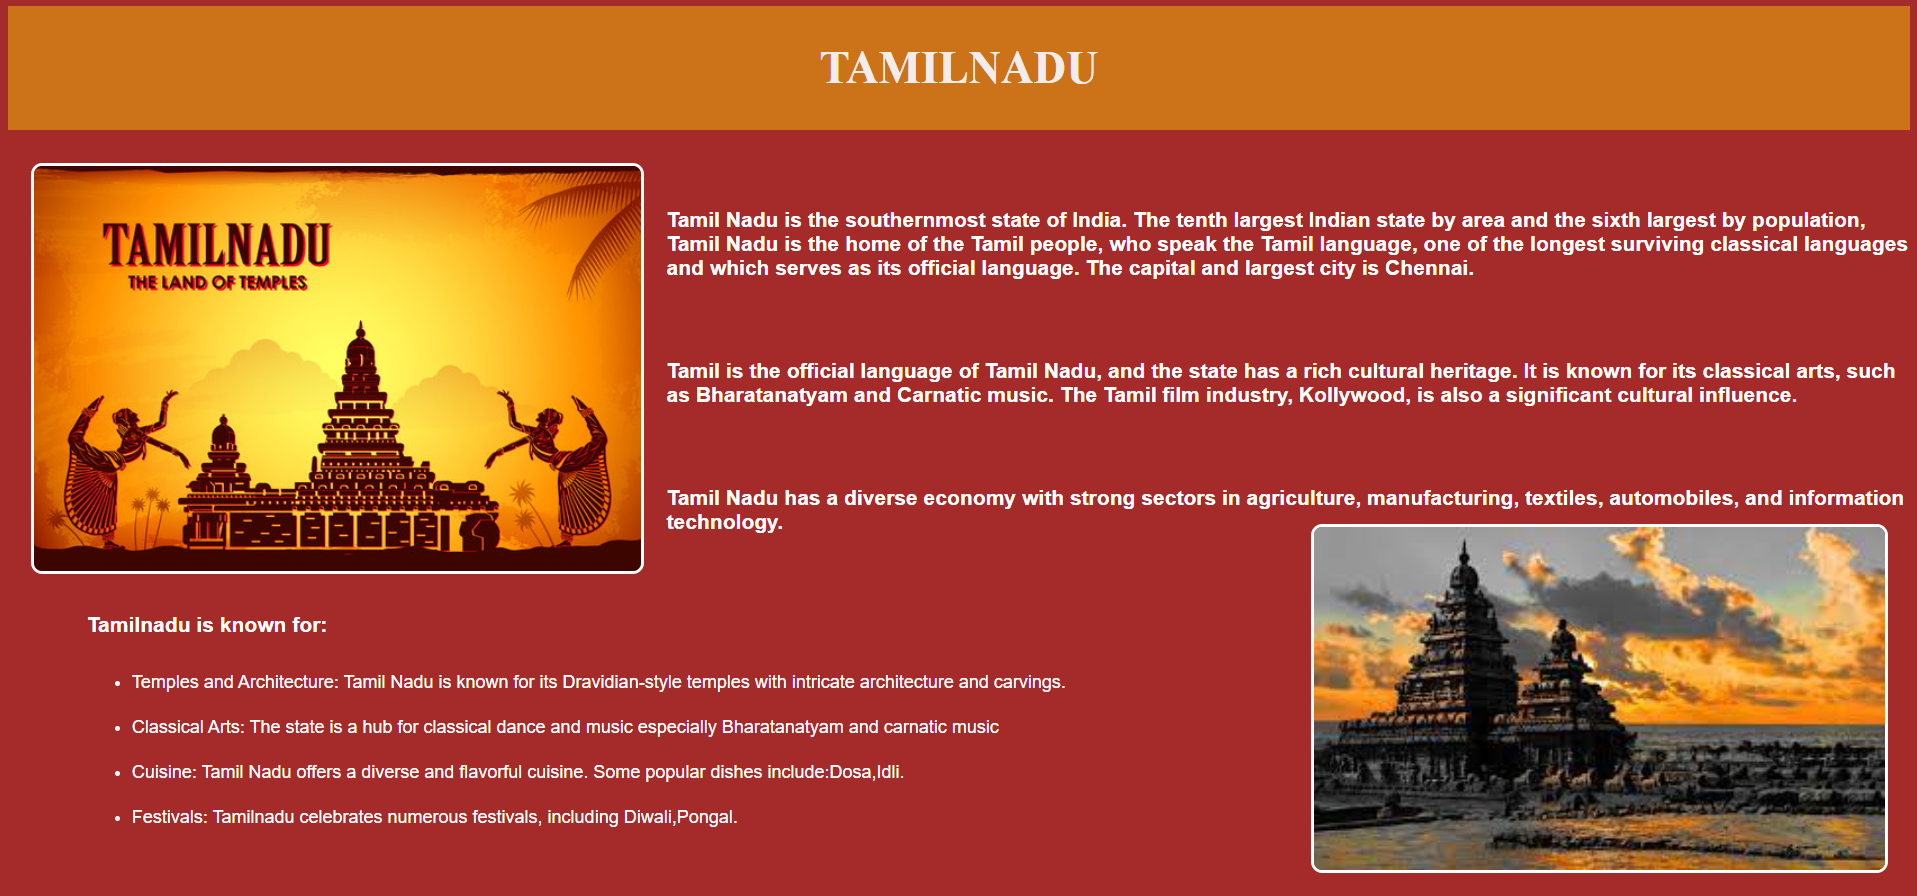 TAMILNADU
TAMILNADU
THE LAND OF TEMPLES
Tamil Nadu is the southernmost state of India. The tenth largest Indian state by area and the sixth largest by population,
Tamil Nadu is the home of the Tamil people, who speak the Tamil language, one of the longest surviving classical languages
and which serves as its official language. The capital and largest city is Chennai.
Tamil is the official language of Tamil Nadu, and the state has a rich cultural heritage. It is known for its classical arts, such
as Bharatanatyam and Carnatic music. The Tamil film industry, Kollywood, is also a significant cultural influence.
Tamil Nadu has a diverse economy with strong sectors in agriculture, manufacturing, textiles, automobiles, and information
technology.
Tamilnadu is known for:
• Temples and Architecture: Tamil Nadu is known for its Dravidian-style temples with intricate architecture and carvings.
• Classical Arts: The state is a hub for classical dance and music especially Bharatanatyam and carnatic music
• Cuisine: Tamil Nadu offers a diverse and flavorful cuisine. Some popular dishes include:Dosa,Idli.
• Festivals: Tamilnadu celebrates numerous festivals, including Diwali,Pongal.